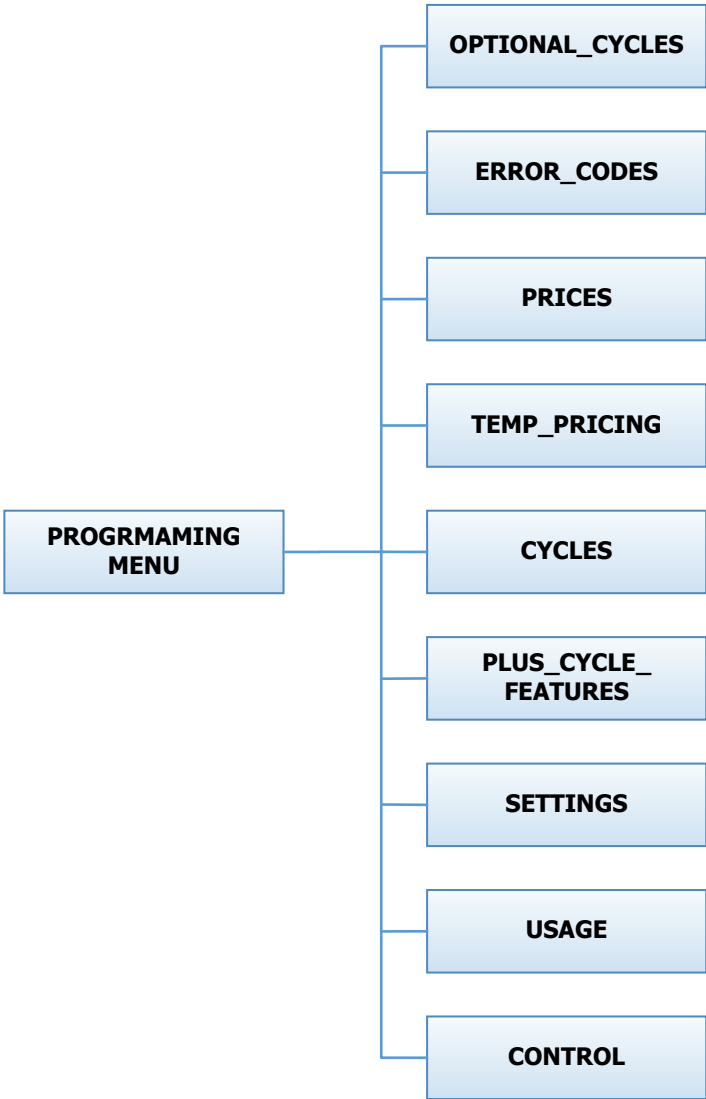 OPTIONAL_CYCLES
ERROR_CODES
PRICES
TEMP_PRICING
PROGRMAMING
MENU
CYCLES
PLUS_CYCLE_
FEATURES
SETTINGS
USAGE
CONTROL